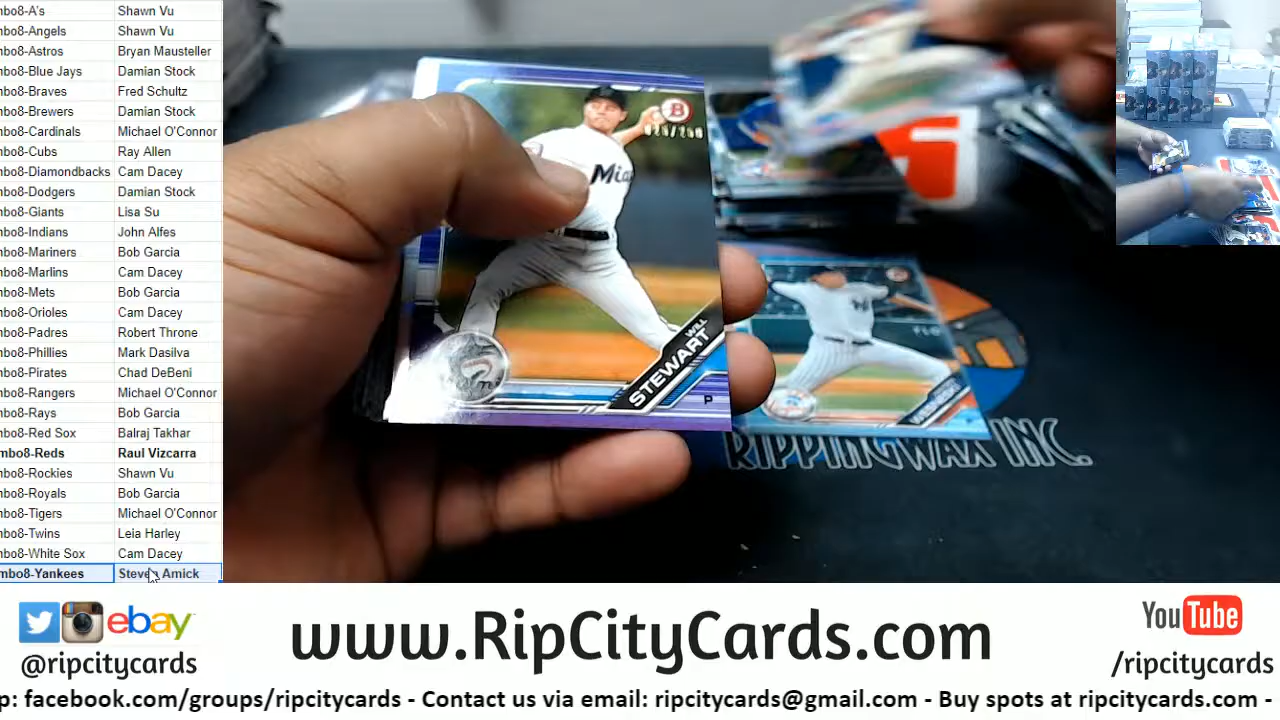 mbo8-A's Shawn Vu
mbo8-Angels Shawn Vu
mbo8-Astros Bryan Mausteller
mbo8-Blue Jays Damian Stock
mbo8-Braves Fred Schultz
mbo8-Brewers Damian Stock
mbo8-Cardinals Michael O'Connor
mbo8-Cubs Ray Allen
mbo8-Diamondbacks Cam Dacey
mbo8-Dodgers Damian Stock
mbo8-Giants Lisa Su
mbo8-Indians John Alfes
mbo8-Mariners Bob Garcia
mbo8-Marlins Cam Dacey
mbo8-Mets Bob Garcia
mbo8-Orioles Cam Dacey
mbo8-Padres Robert Throne
mbo8-Phillies Mark Dasilva
mbo8-Pirates Chad DeBeni
mbo8-Rangers Michael O'Connor
mbo8-Rays Bob Garcia
mbo8-Red Sox Balraj Takhar
mbo8-Reds Raul Vizcarra
mbo8-Rockies Shawn Vu
mbo8-Royals Bob Garcia
mbo8-Tigers Michael O'Connor
mbo8-Twins Leia Harley
mbo8-White Sox Cam Dacey
mbo8-Yankees Steven Amick
B
Mia
WILL
STEWART
P
RIPPINGWAX INC.
ebay
@ripcitycards
www.RipCityCards.com
YouTube
/ripcitycards
p: facebook.com/groups/ripcitycards - Contact us via email: ripcitycards@gmail.com - Buy spots at ripcitycards.com -